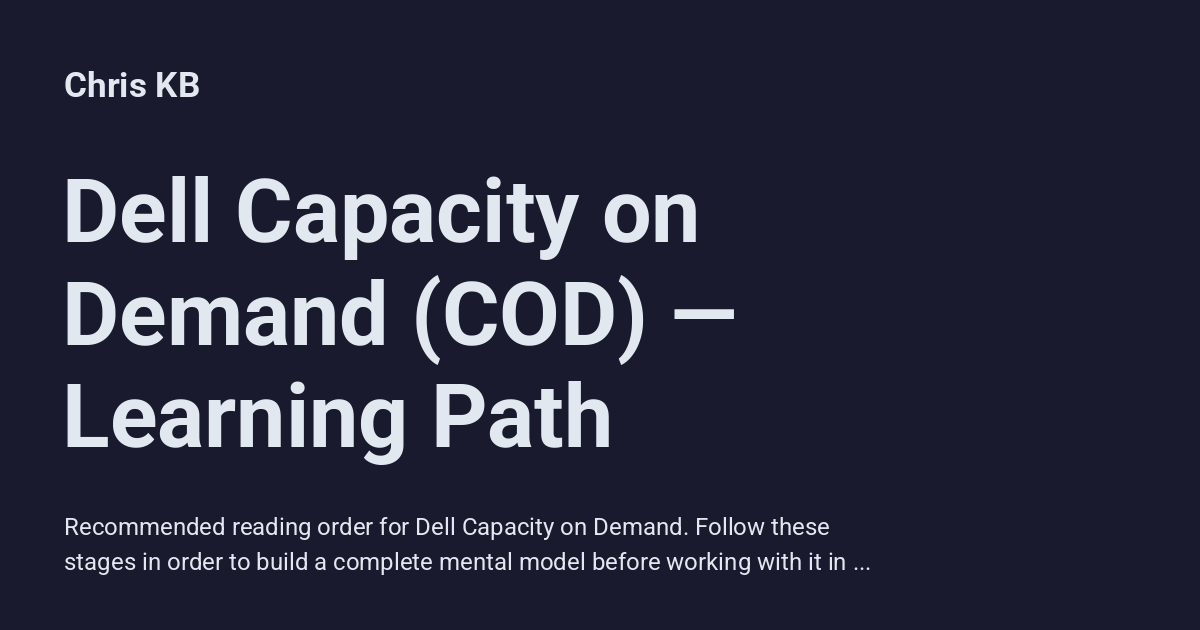 Chris KB
Dell Capacity on
Demand (COD) —
Learning Path
Recommended reading order for Dell Capacity on Demand. Follow these
stages in order to build a complete mental model before working with it in ...